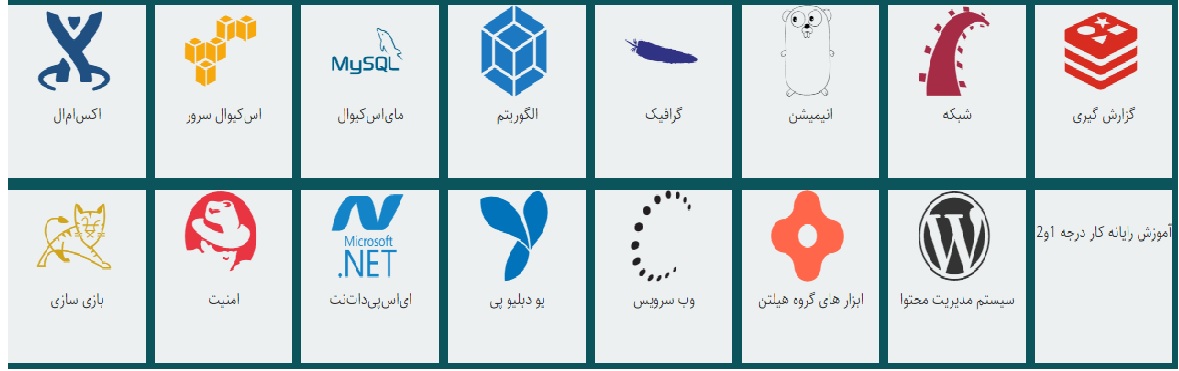 گزارش گیری
شبکه
انیمیشن
گرافیک
الگوریتم
MySQL
مای‌اس‌کیوال
اس‌کیوال سرور
اکس‌ام‌ال
آموزش رایانه کار درجه 1و2
W
سیستم مدیریت محتوا
ابزار های گروه هیلتن
وب سرویس
یو دبلیو پی
Microsoft
.NET
ای‌اس‌پی‌دات‌نت
امنیت
بازی سازی